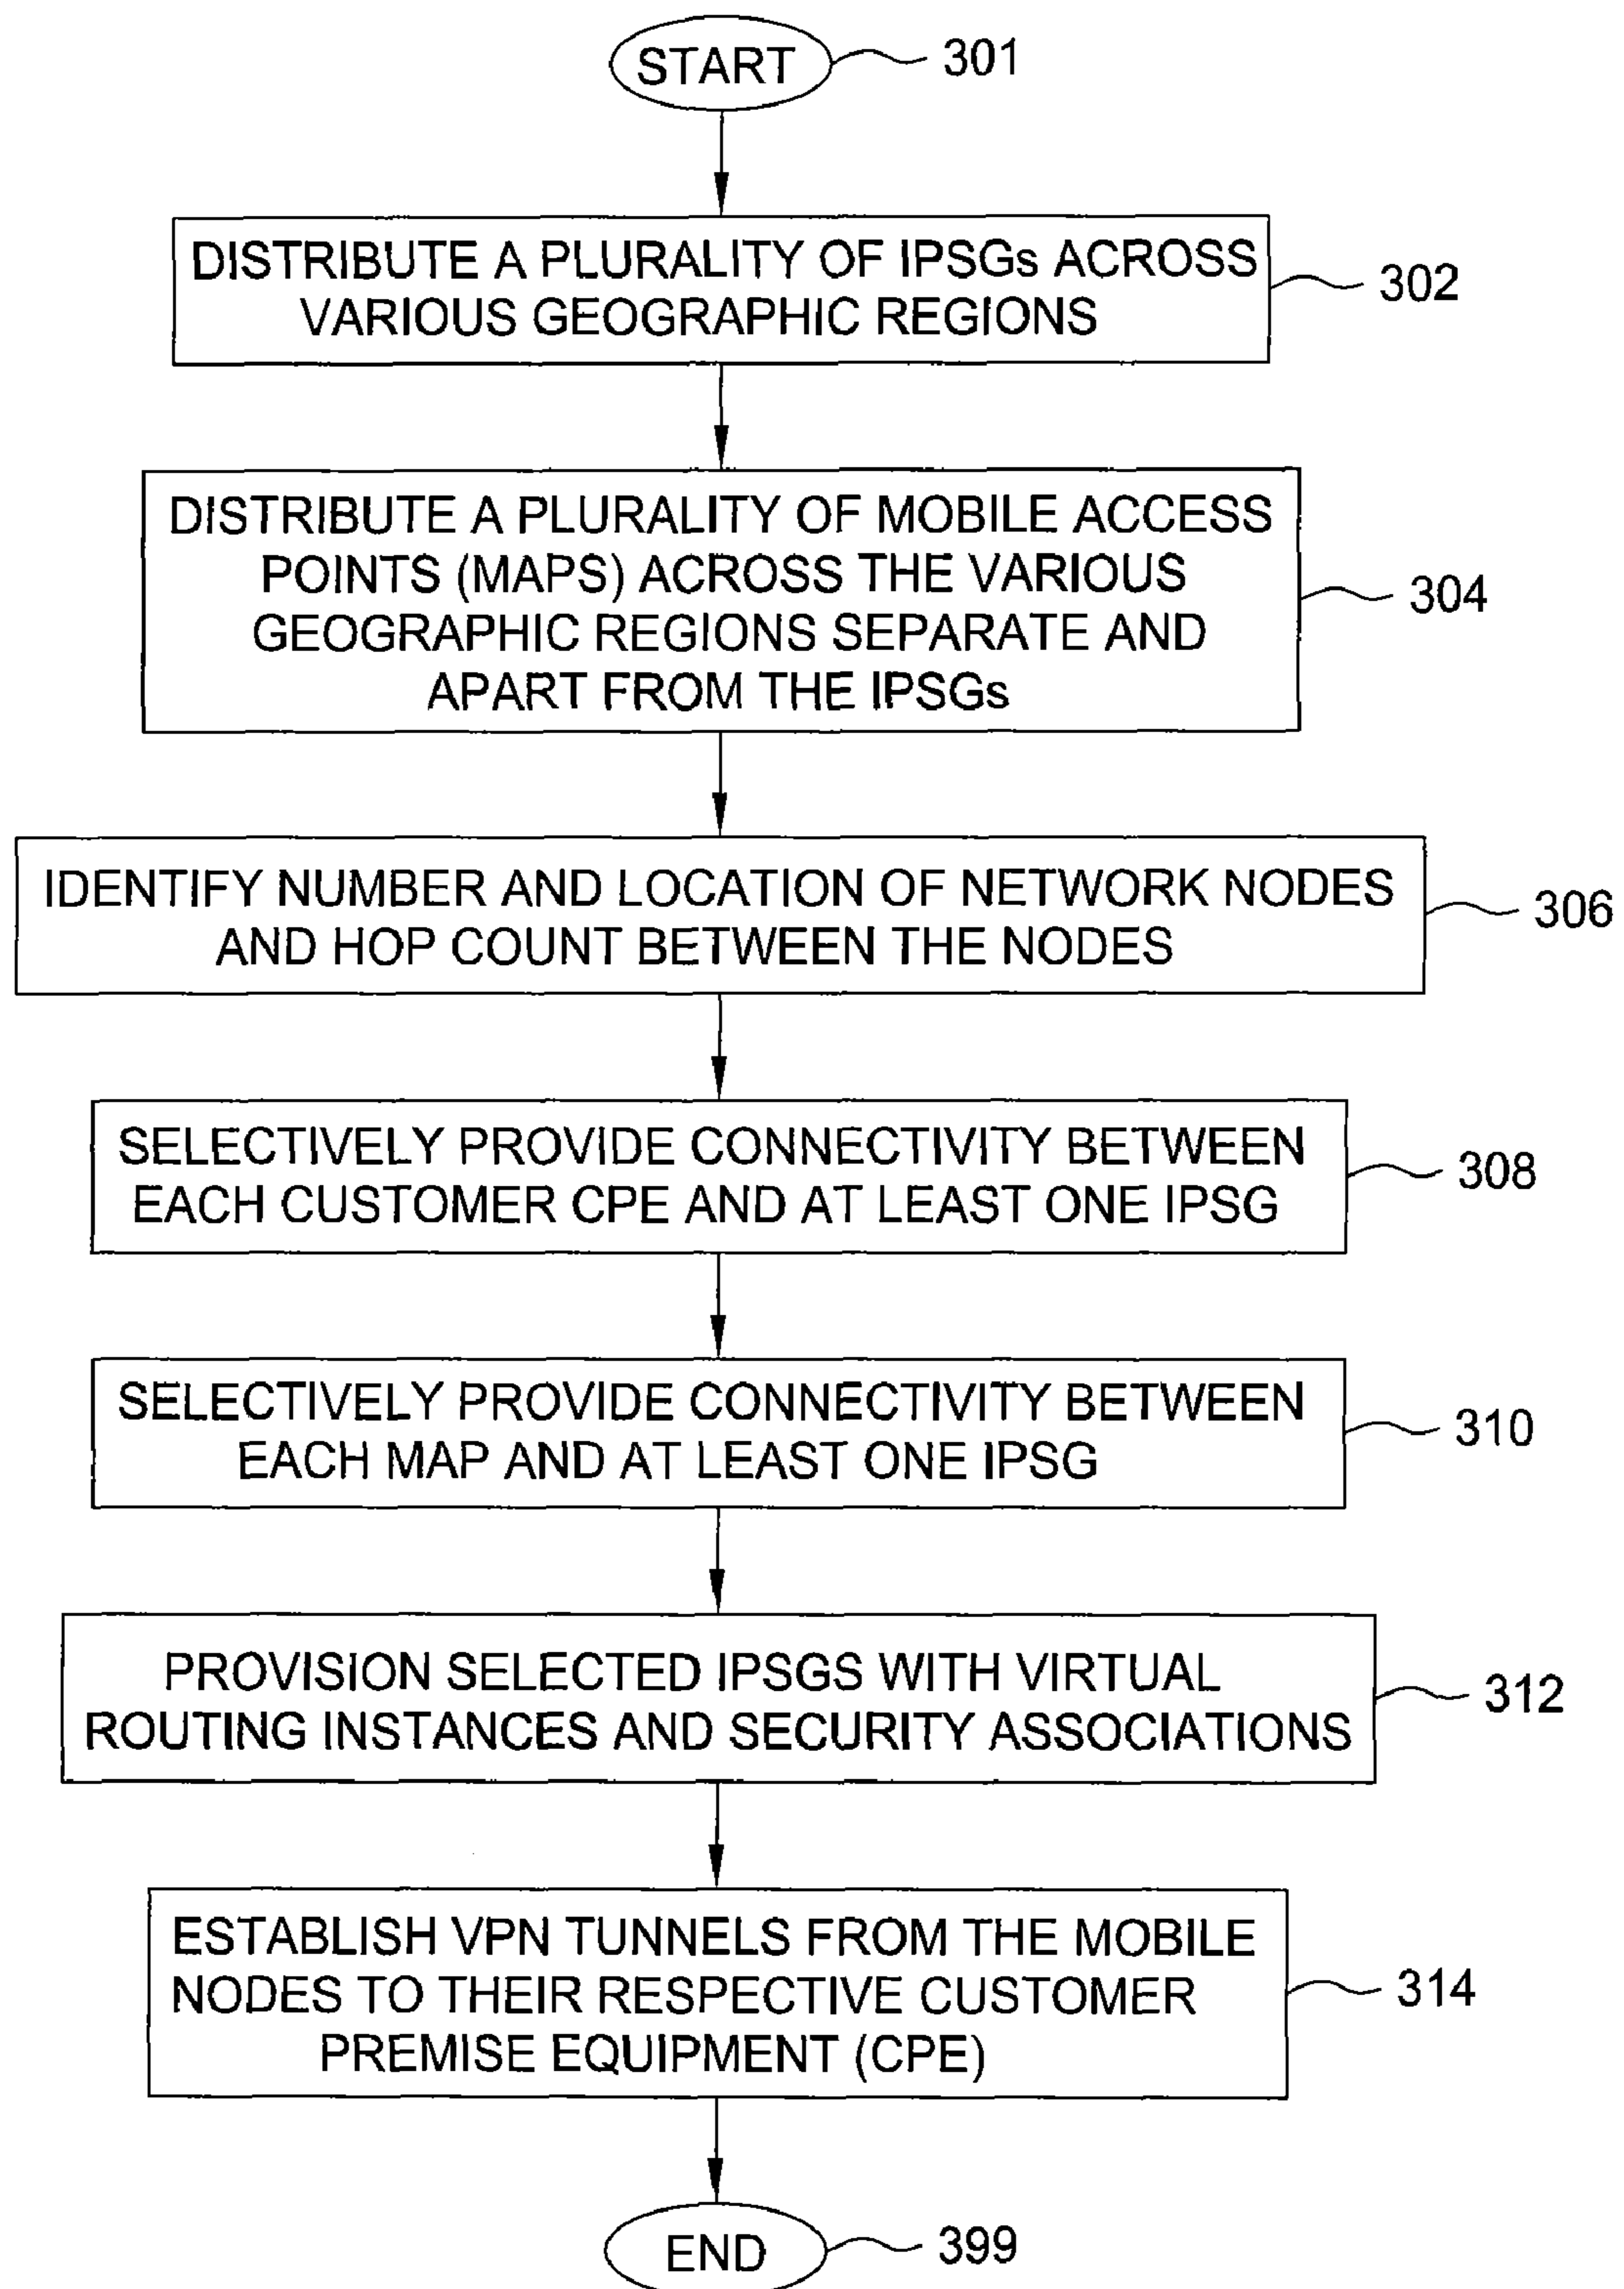 START
301
DISTRIBUTE A PLURALITY OF IPSGs ACROSS
VARIOUS GEOGRAPHIC REGIONS
302
DISTRIBUTE A PLURALITY OF MOBILE ACCESS
POINTS (MAPS) ACROSS THE VARIOUS
GEOGRAPHIC REGIONS SEPARATE AND
APART FROM THE IPSGs
304
IDENTIFY NUMBER AND LOCATION OF NETWORK NODES
AND HOP COUNT BETWEEN THE NODES
306
SELECTIVELY PROVIDE CONNECTIVITY BETWEEN
EACH CUSTOMER CPE AND AT LEAST ONE IPSG
308
SELECTIVELY PROVIDE CONNECTIVITY BETWEEN
EACH MAP AND AT LEAST ONE IPSG
310
PROVISION SELECTED IPSGS WITH VIRTUAL
ROUTING INSTANCES AND SECURITY ASSOCIATIONS
312
ESTABLISH VPN TUNNELS FROM THE MOBILE
NODES TO THEIR RESPECTIVE CUSTOMER
PREMISE EQUIPMENT (CPE)
314
END
399